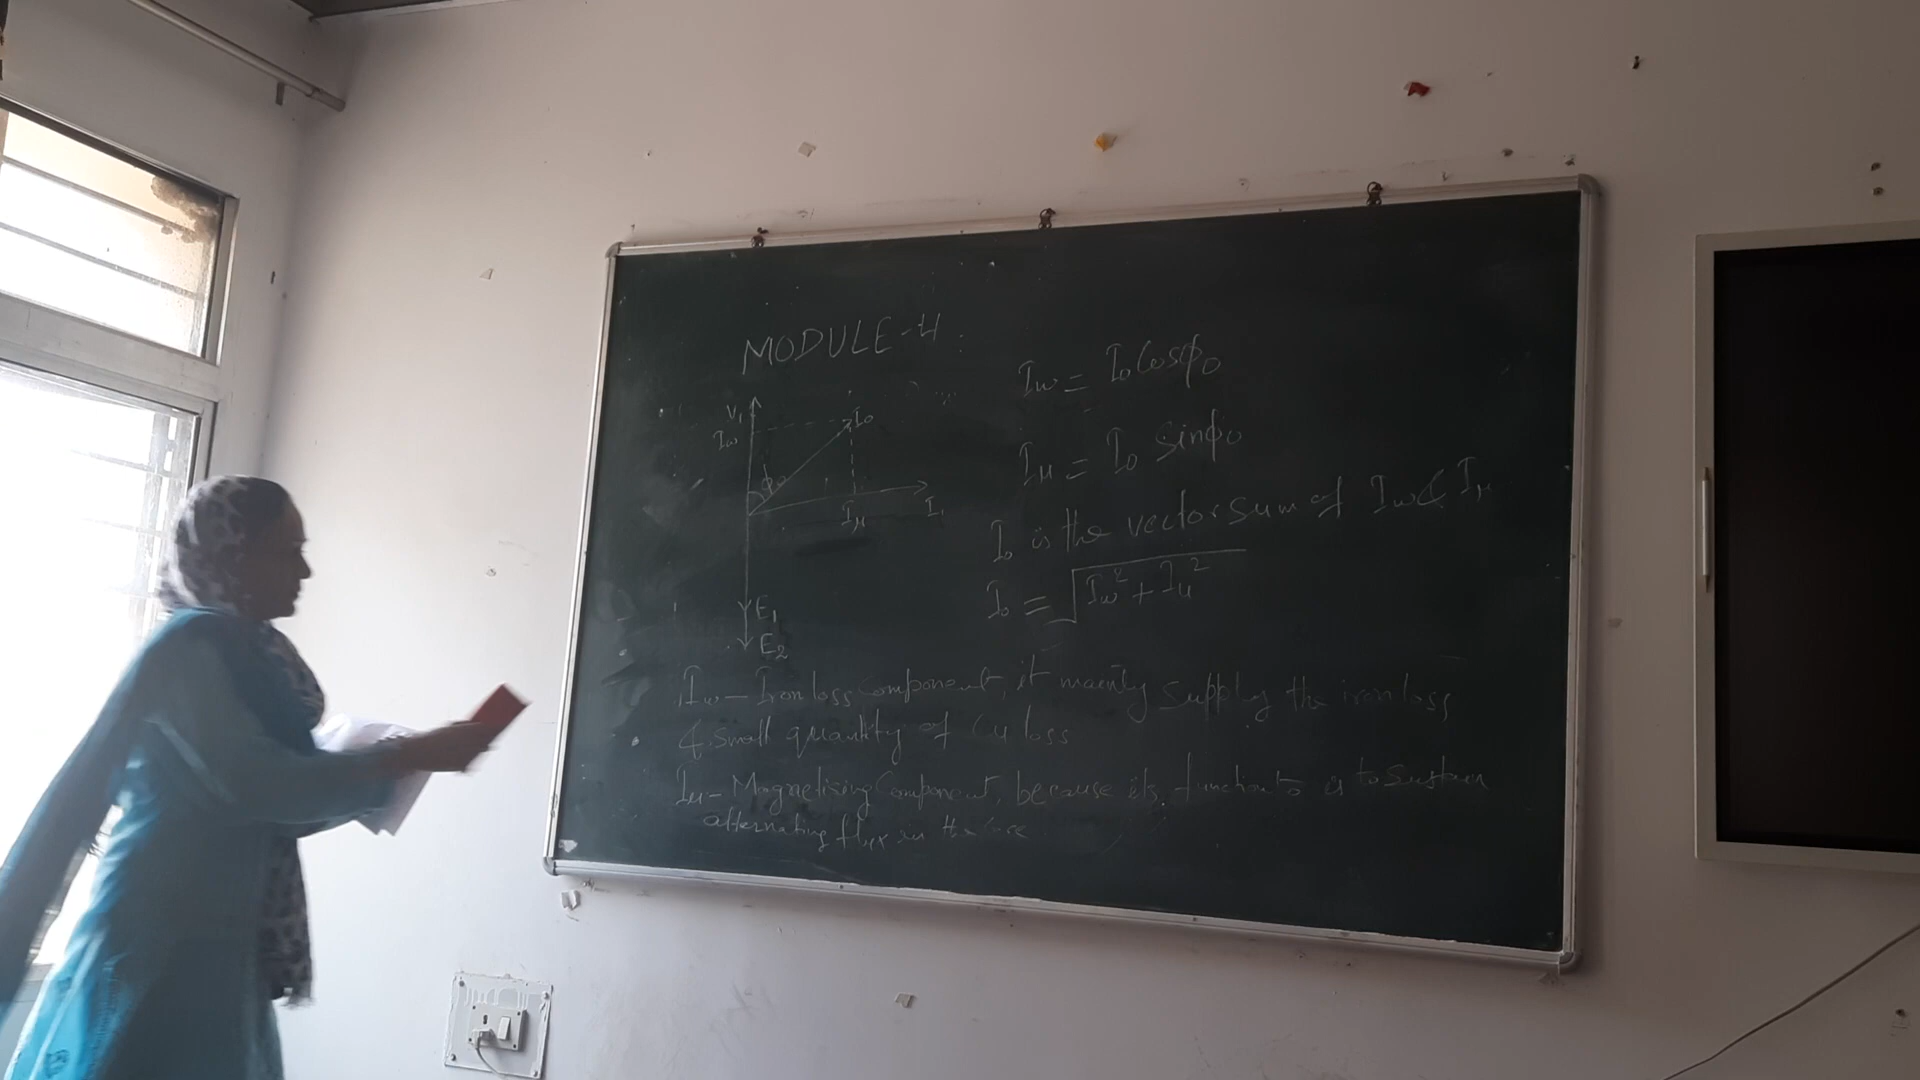 MODULE-4.
V₁
Iw
I₀
ϕ₀
Iμ
I
E₁
E₂
Iw = I₀ cosϕ₀
Iμ = I₀ sinϕ₀
I₀ is the vector sum of Iw & Iμ
I₀ = √(Iw² + Iμ²)
Iw – Iron loss component, it mainly supply the iron loss
& small quantity of Cu loss
Iμ – Magnetising Component, because its function is to sustain
alternating flux in the core